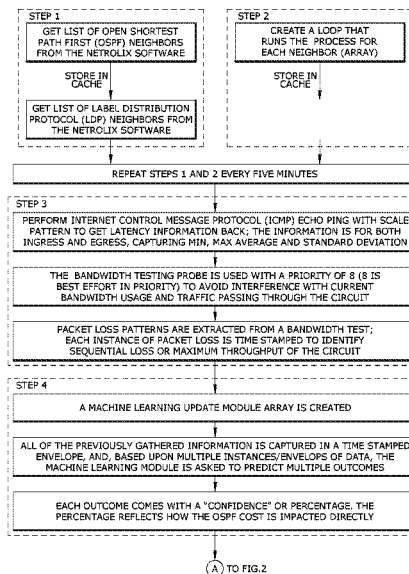 STEP 1
GET LIST OF OPEN SHORTEST
PATH FIRST (OSPF) NEIGHBORS
FROM THE NETROLIX SOFTWARE
STORE IN
CACHE
GET LIST OF LABEL DISTRIBUTION
PROTOCOL (LDP) NEIGHBORS FROM
THE NETROLIX SOFTWARE
STEP 2
CREATE A LOOP THAT
RUNS THE PROCESS FOR
EACH NEIGHBOR (ARRAY)
STORE IN
CACHE
REPEAT STEPS 1 AND 2 EVERY FIVE MINUTES
STEP 3
PERFORM INTERNET CONTROL MESSAGE PROTOCOL (ICMP) ECHO PING WITH SCALE
PATTERN TO GET LATENCY INFORMATION BACK; THE INFORMATION IS FOR BOTH
INGRESS AND EGRESS, CAPTURING MIN, MAX AVERAGE AND STANDARD DEVIATION
THE BANDWIDTH TESTING PROBE IS USED WITH A PRIORITY OF 8 (8 IS
BEST EFFORT IN PRIORITY) TO AVOID INTERFERENCE WITH CURRENT
BANDWIDTH USAGE AND TRAFFIC PASSING THROUGH THE CIRCUIT
PACKET LOSS PATTERNS ARE EXTRACTED FROM A BANDWIDTH TEST;
EACH INSTANCE OF PACKET LOSS IS TIME STAMPED TO IDENTIFY
SEQUENTIAL LOSS OR MAXIMUM THROUGHPUT OF THE CIRCUIT
STEP 4
A MACHINE LEARNING UPDATE MODULE ARRAY IS CREATED
ALL OF THE PREVIOUSLY GATHERED INFORMATION IS CAPTURED IN A TIME STAMPED
ENVELOPE, AND, BASED UPON MULTIPLE INSTANCES/ENVELOPS OF DATA, THE
MACHINE LEARNING MODULE IS ASKED TO PREDICT MULTIPLE OUTCOMES
EACH OUTCOME COMES WITH A "CONFIDENCE" OR PERCENTAGE. THE
PERCENTAGE REFLECTS HOW THE OSPF COST IS IMPACTED DIRECTLY
A TO FIG.2